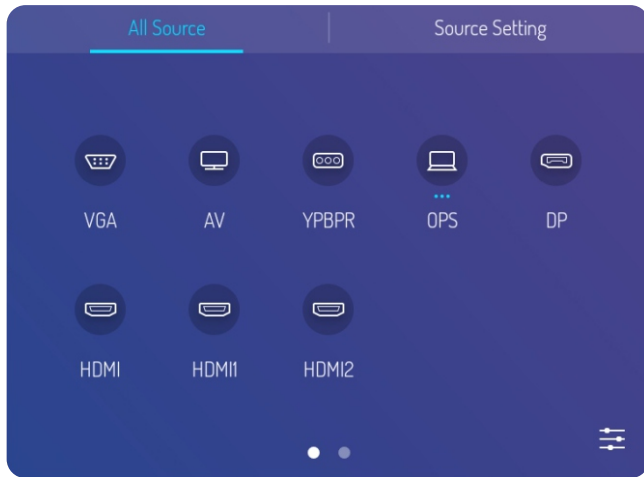 All Source Source Setting
VGA AV YPBPR OPS DP
HDMI HDMI1 HDMI2